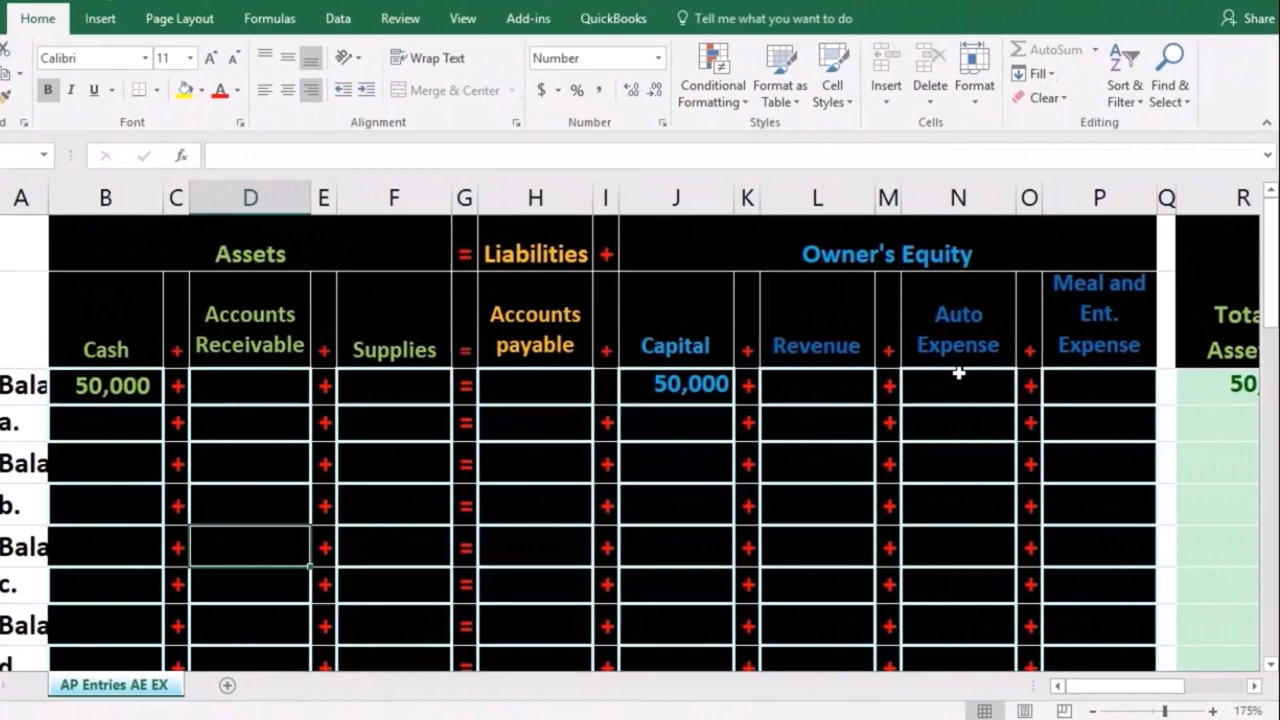 Home Insert Page Layout Formulas Data Review View Add-ins QuickBooks Tell me what you want to do Share
Calibri 11 Wrap Text Number Conditional Formatting Format as Table Cell Styles Insert Delete Format AutoSum Fill Clear Sort & Filter Find & Select
B I U A Merge & Center $ % ,
Font Alignment Number Styles Cells Editing
fx
A B C D E F G H I J K L M N O P Q R
Assets = Liabilities + Owner's Equity
Cash + Accounts Receivable + Supplies = Accounts payable + Capital + Revenue + Auto Expense + Meal and Ent. Expense Tota Asse
Bala 50,000 + + = 50,000 + + + 50,
a. + + = + + + +
Bala + + = + + + +
b. + + = + + + +
Bala + + = + + + +
c. + + = + + + +
Bala + + = + + + +
d + + = + + + +
AP Entries AE EX
175%